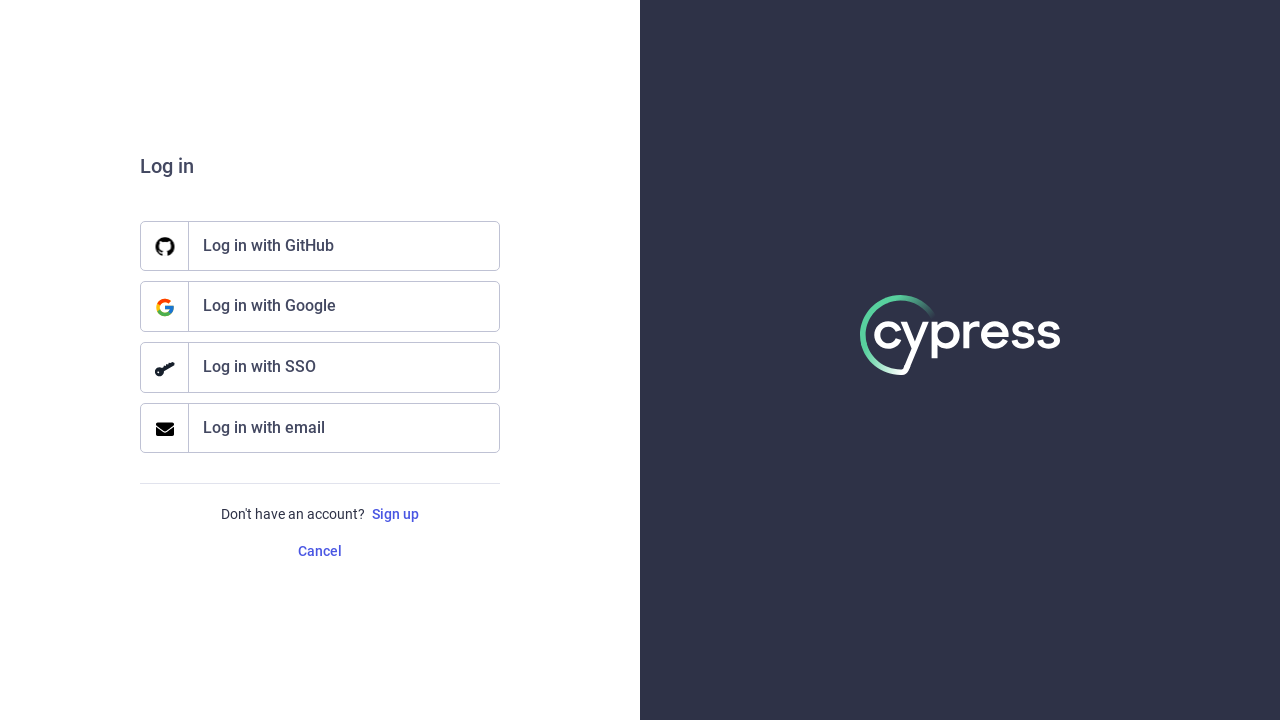 Log in
Log in with GitHub
Log in with Google
Log in with SSO
Log in with email
Don't have an account? Sign up
Cancel
cypress